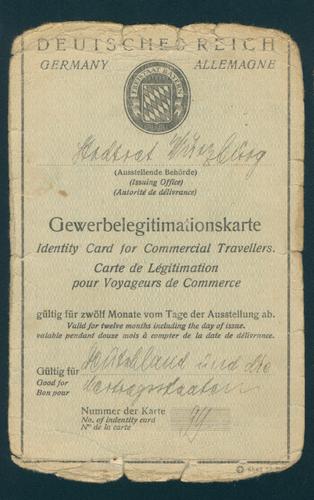 DEUTSCHES REICH
GERMANY ALLEMAGNE
FREISTAAT BAYERN
Stadtrat Würzburg
(Ausstellende Behörde)
(Issuing Office)
(Autorité de délivrance)
Gewerbelegitimationskarte
Identity Card for Commercial Travellers.
Carte de Légitimation
pour Voyageurs de Commerce
gültig für zwölf Monate vom Tage der Ausstellung ab.
Valid for twelve months including the day of issue.
valable pendant douze mois à compter de la date de délivrance.
Gültig für Deutschland und die
Good for
Bon pour Vertragsstaaten
Nummer der Karte
No. of indentity card
Nº de la carte